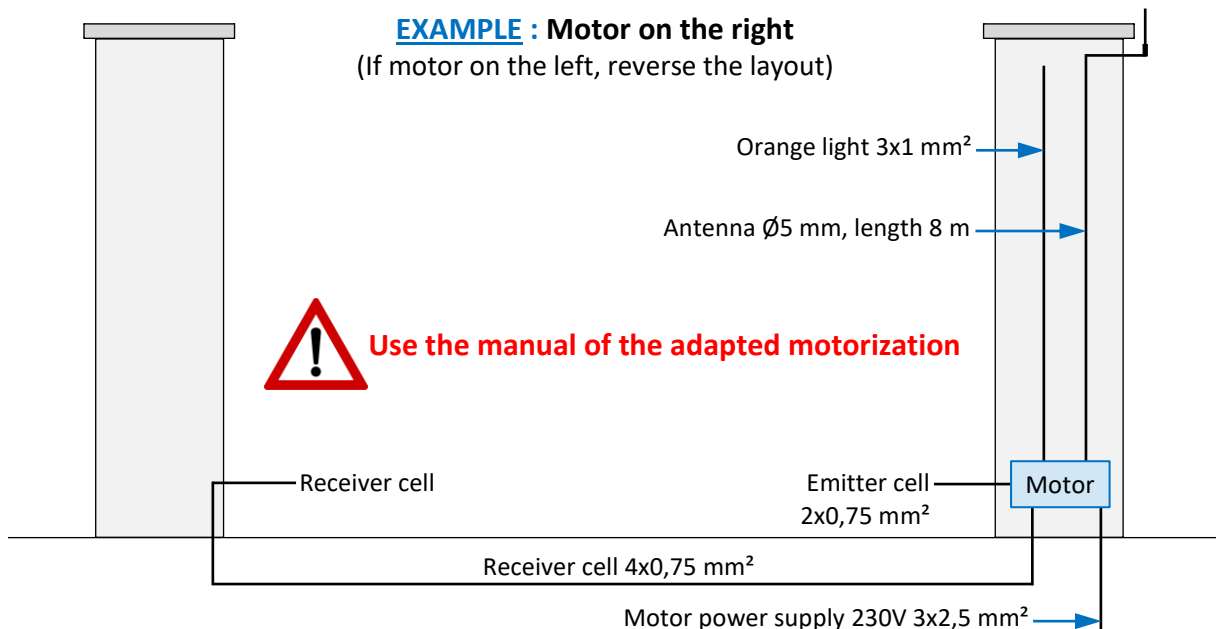 EXAMPLE : Motor on the right
(If motor on the left, reverse the layout)
Orange light 3x1 mm²
Antenna Ø5 mm, length 8 m
Use the manual of the adapted motorization
Receiver cell
Emitter cell
2x0,75 mm²
Motor
Receiver cell 4x0,75 mm²
Motor power supply 230V 3x2,5 mm²